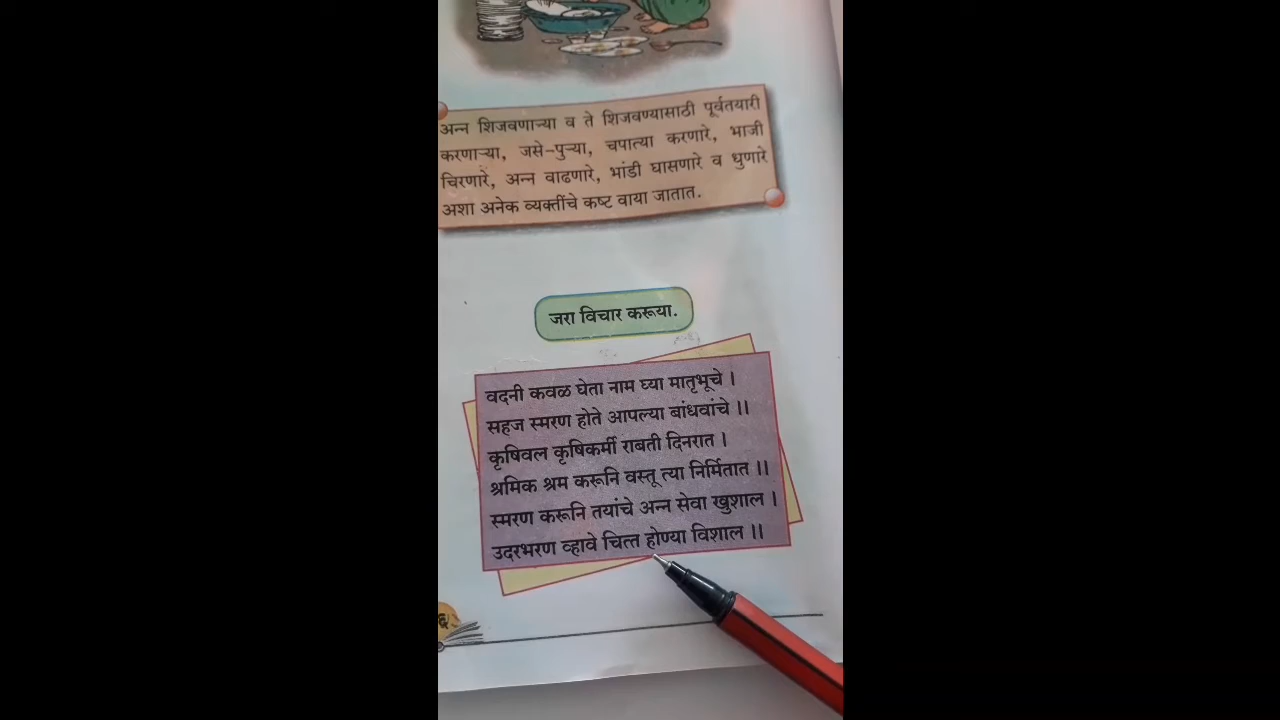 अन्न शिजवणाऱ्या व ते शिजवण्यासाठी पूर्वतयारी
करणाऱ्या, जसे-पुऱ्या, चपात्या करणारे, भाजी
चिरणारे, अन्न वाढणारे, भांडी घासणारे व धुणारे
अशा अनेक व्यक्तींचे कष्ट वाया जातात.
जरा विचार करूया.
वदनी कवळ घेता नाम घ्या मातृभूचे ।
सहज स्मरण होते आपल्या बांधवांचे ।।
कृषिवल कृषिकर्मी राबती दिनरात ।
श्रमिक श्रम करूनि वस्तू त्या निर्मितात ।।
स्मरण करूनि तयांचे अन्न सेवा खुशाल ।
उदरभरण व्हावे चित्त होण्या विशाल ।।